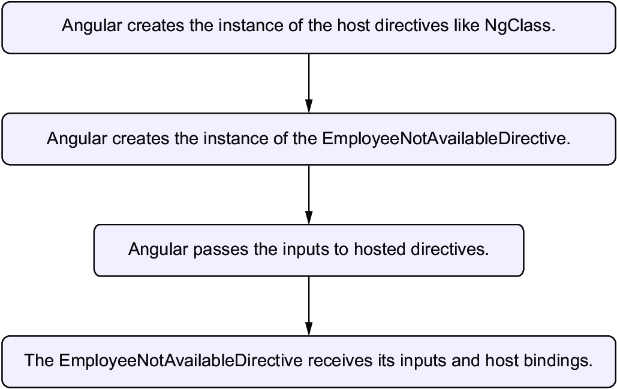 Angular creates the instance of the host directives like NgClass.
Angular creates the instance of the EmployeeNotAvailableDirective.
Angular passes the inputs to hosted directives.
The EmployeeNotAvailableDirective receives its inputs and host bindings.